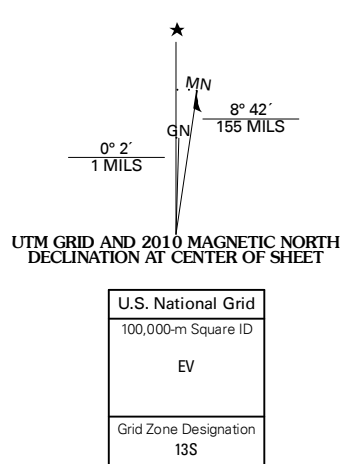 ★
MN
8° 42´
155 MILS
GN
0° 2´
1 MILS
UTM GRID AND 2010 MAGNETIC NORTH
DECLINATION AT CENTER OF SHEET
U.S. National Grid
100,000-m Square ID
EV
Grid Zone Designation
13S